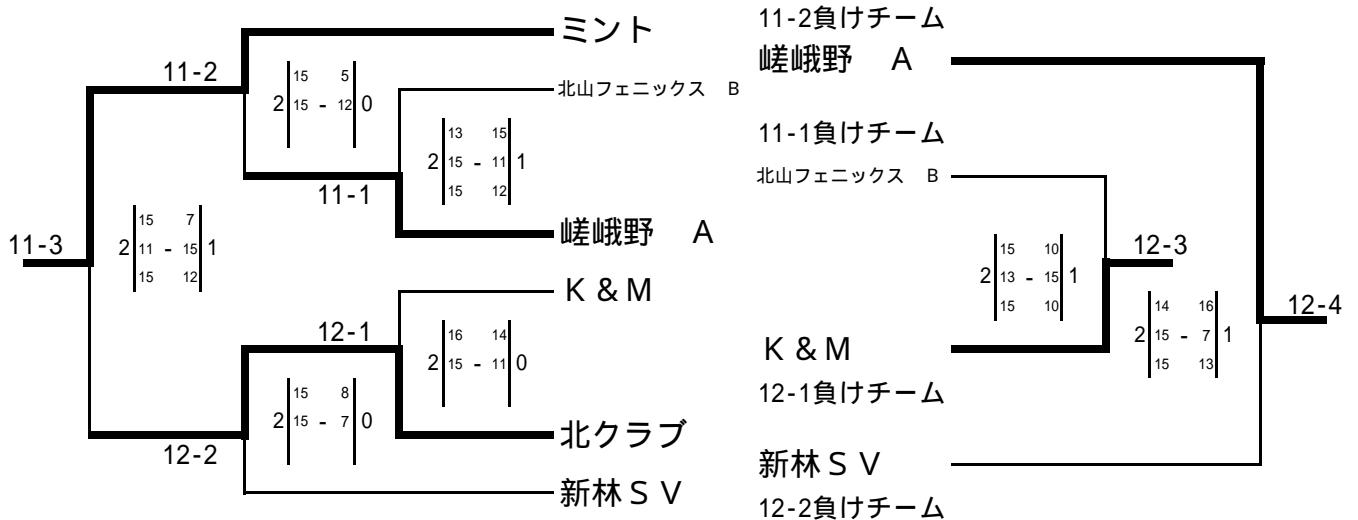 ミント
11-2
15 5
2 15 - 12 0
北山フェニックス B
13 15
2 15 - 11 1
15 12
11-1
嵯峨野 A
15 7
11-3
2 11 - 15 1
15 12
K & M
12-1
16 14
2 15 - 11 0
15 8
2 15 - 7 0
北クラブ
12-2
新林SV
11-2負けチーム
嵯峨野 A
11-1負けチーム
北山フェニックス B
15 10
2 13 - 15 1
15 10
12-3
14 16
2 15 - 7 1
15 13
12-4
K & M
12-1負けチーム
新林SV
12-2負けチーム